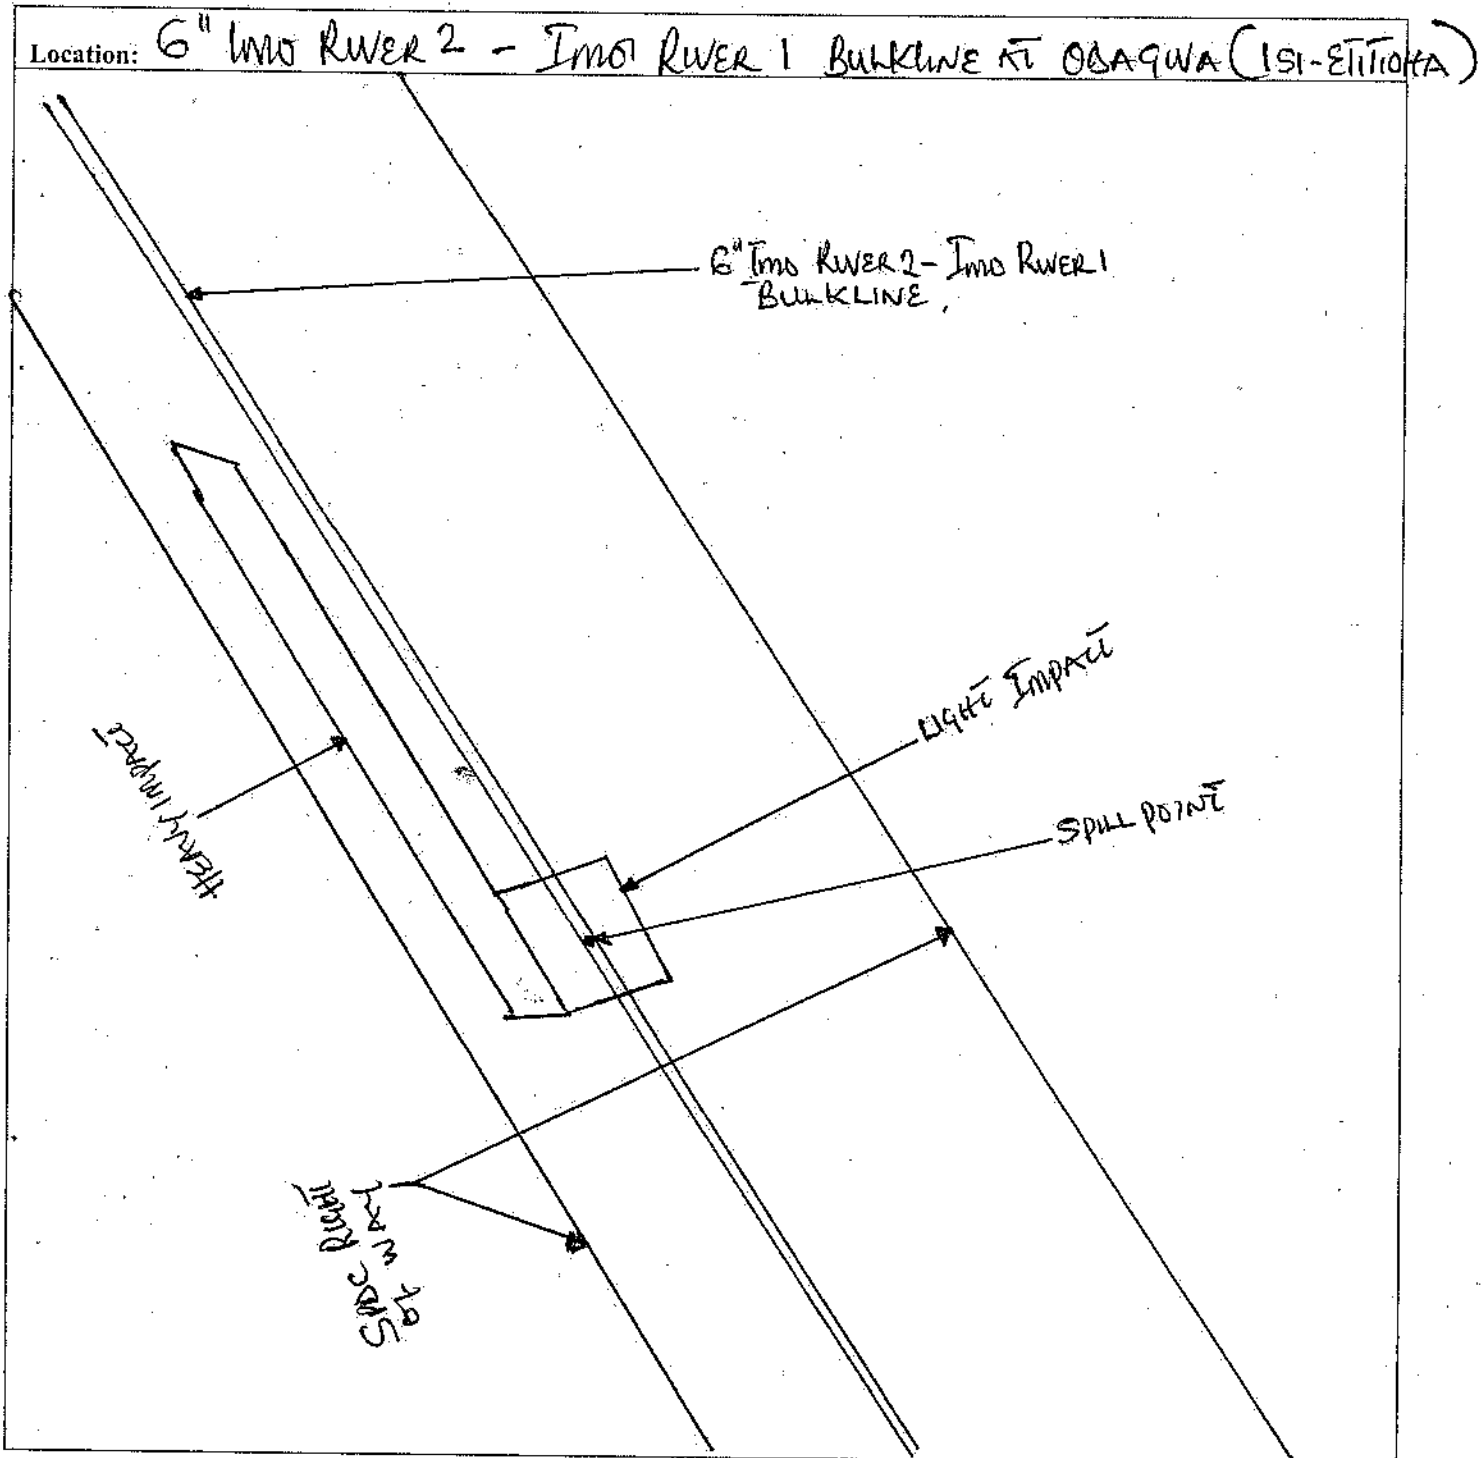 Location: 6" Imo RIVER 2 - Imo RIVER 1 BULKLINE AT OBAGWA (ISI-ETITIOHA)
6" Imo RIVER 2 - Imo RIVER 1
BULKLINE.
LIGHT IMPACT
SPILL POINT
HEAVY IMPACT
SPDC RIGHT
OF WAY